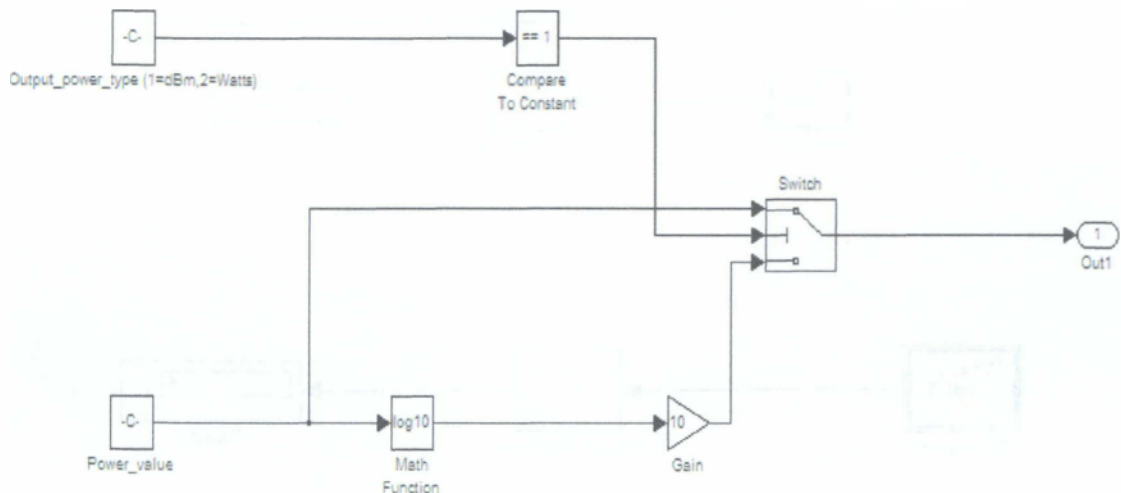 -C-
Output_power_type (1=dBm,2=Watts)
== 1
Compare
To Constant
Switch
1
Out1
-C-
Power_value
log10
Math
Function
10
Gain